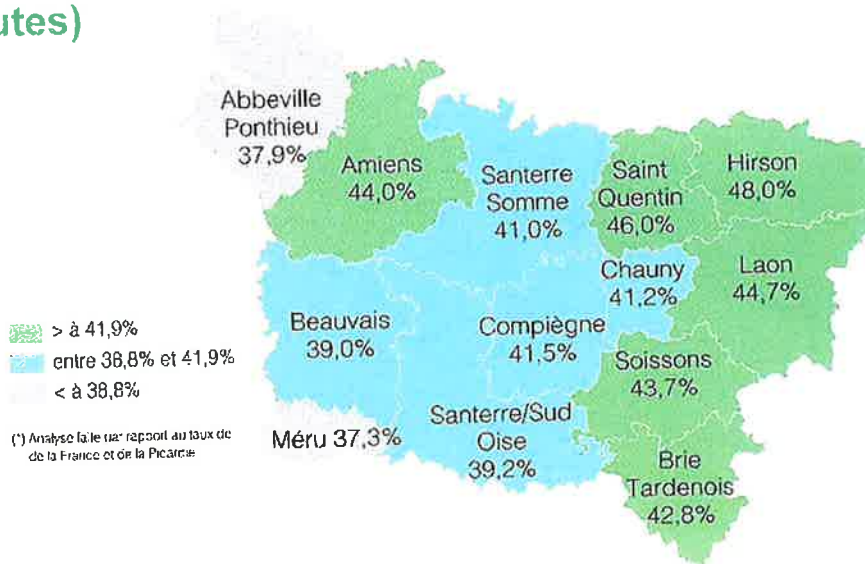 utes)
Abbeville
Ponthieu
37,9%
Amiens
44,0%
Santerre
Somme
41,0%
Saint
Quentin
46,0%
Hirson
48,0%
Chauny
41,2%
Laon
44,7%
Beauvais
39,0%
Compiègne
41,5%
Soissons
43,7%
Méru 37,3%
Santerre/Sud
Oise
39,2%
Brie
Tardenois
42,8%
> à 41,9%
entre 38,8% et 41,9%
< à 38,8%
(*) Analyse faite par rapport au taux de
de la France et de la Picardie